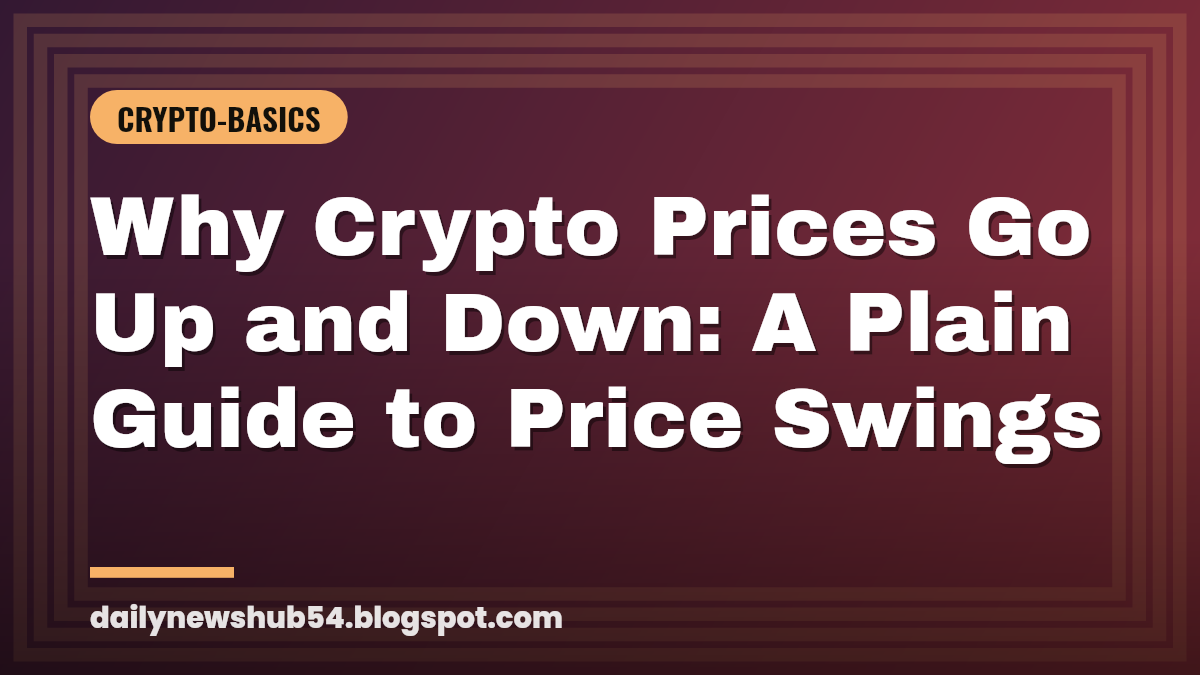 CRYPTO-BASICS
Why Crypto Prices Go
Up and Down: A Plain
Guide to Price Swings
dailynewshub54.blogspot.com